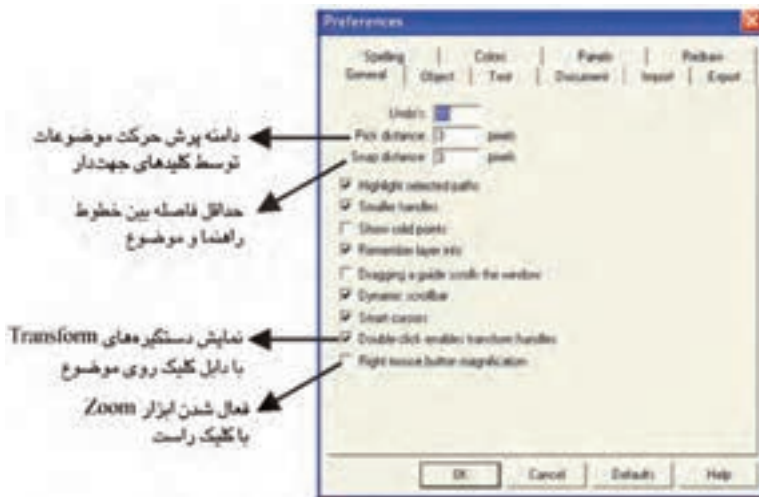 Preferences
Spelling Colors Panels Redraw
General Object Text Document Import Export
Undo's:
Pick distance: 3 pixels
Snap distance: 3 pixels
Highlight selected paths
Smaller handles
Show solid points
Remember layer info
Dragging a guide scrolls the window
Dynamic scrollbar
Smart cursors
Double-click enables transform handles
Right mouse button magnification
OK Cancel Defaults Help
دامنه پرش حرکت موضوعات
توسط کلیدهای جهت‌دار
حداقل فاصله بین خطوط
راهنما و موضوع
نمایش دستگیره‌های Transform
با دابل کلیک روی موضوع
فعال شدن ابزار Zoom
با کلیک راست